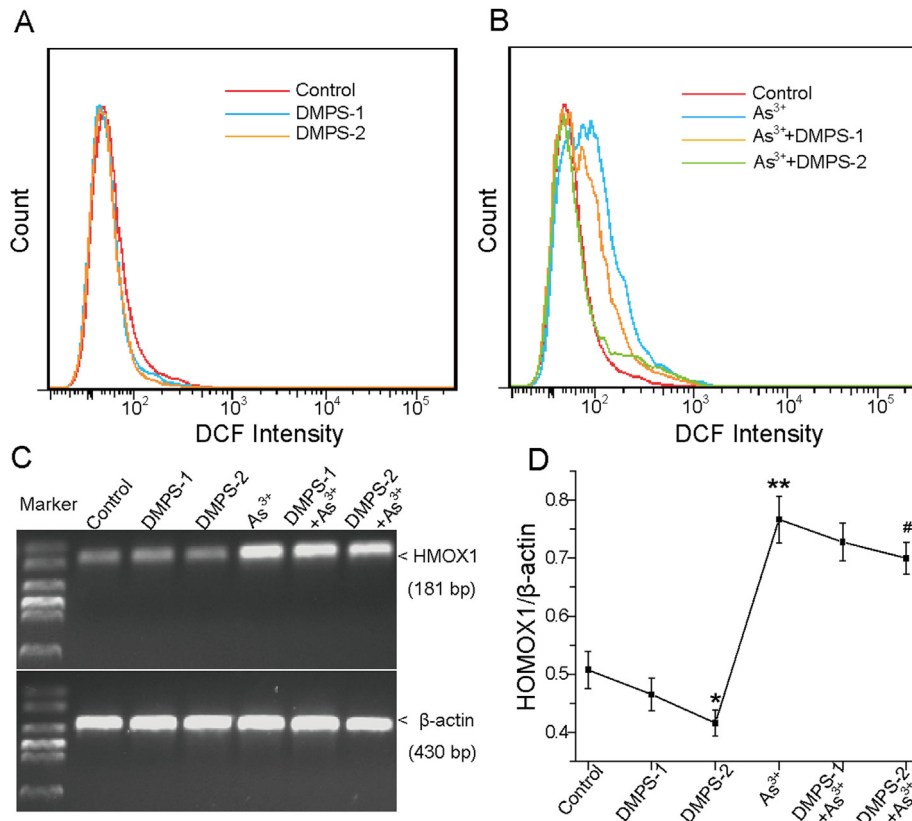 A
Control
DMPS-1
DMPS-2
Count
10²
10³
10⁴
10⁵
DCF Intensity
B
Control
As³⁺
As³⁺+DMPS-1
As³⁺+DMPS-2
Count
10²
10³
10⁴
10⁵
DCF Intensity
C
Marker
Control
DMPS-1
DMPS-2
As³⁺
DMPS-1
+As³⁺
DMPS-2
+As³⁺
< HMOX1
(181 bp)
< β-actin
(430 bp)
D
HOMOX1/β-actin
0.8
0.7
0.5
0.4
*
**
#
Control
DMPS-1
DMPS-2
As³⁺
DMPS-1
+As³⁺
DMPS-2
+As³⁺